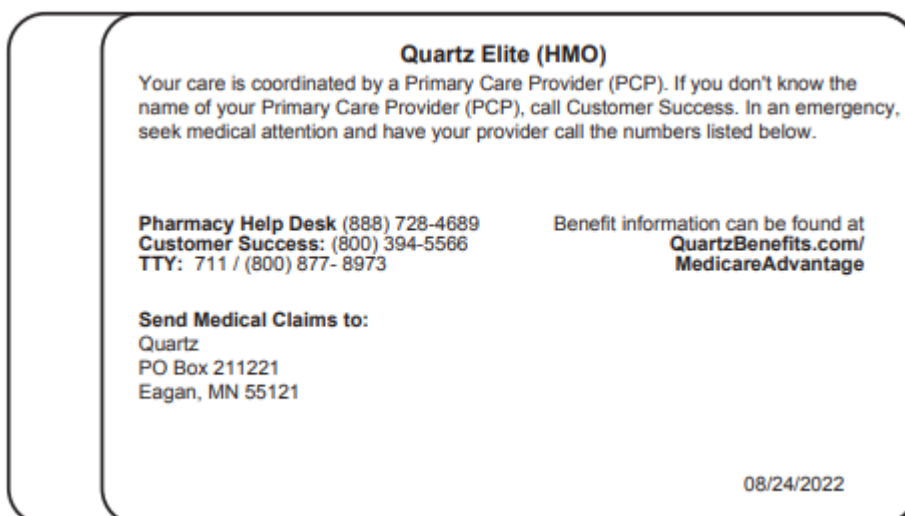 Quartz Elite (HMO)
Your care is coordinated by a Primary Care Provider (PCP). If you don't know the
name of your Primary Care Provider (PCP), call Customer Success. In an emergency,
seek medical attention and have your provider call the numbers listed below.
Pharmacy Help Desk (888) 728-4689
Customer Success: (800) 394-5566
TTY: 711 / (800) 877- 8973
Benefit information can be found at
QuartzBenefits.com/
MedicareAdvantage
Send Medical Claims to:
Quartz
PO Box 211221
Eagan, MN 55121
08/24/2022